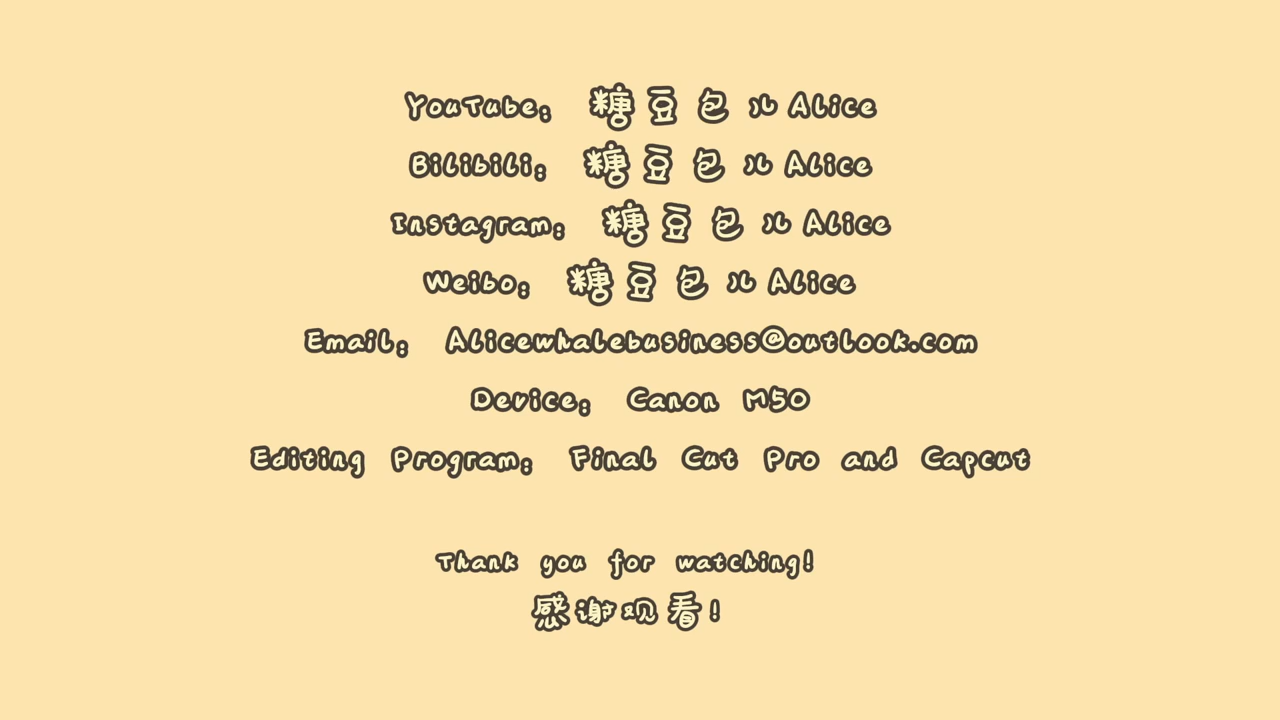 YouTube： 糖豆包儿Alice
Bilibili： 糖豆包儿Alice
Instagram： 糖豆包儿Alice
Weibo： 糖豆包儿Alice
Email： Alicewhalebusiness@outlook.com
Device： Canon M50
Editing Program： Final Cut Pro and Capcut
Thank you for watching!
感谢观看!